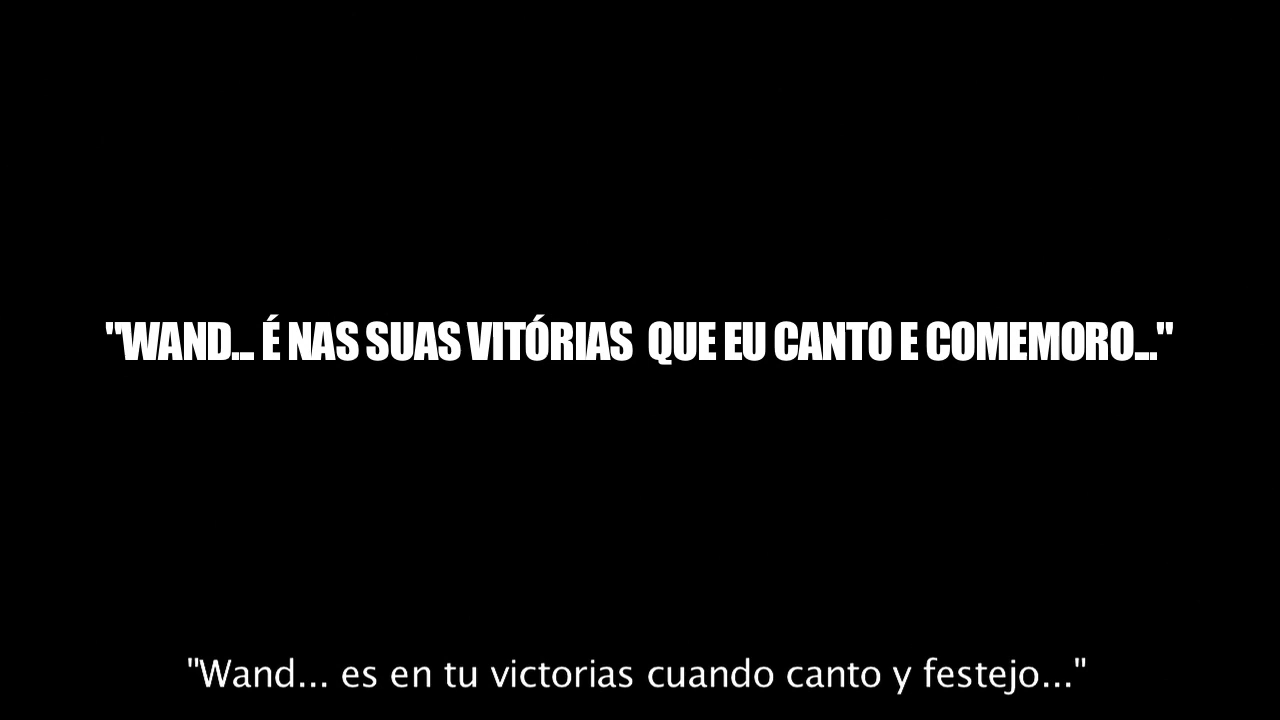 "WAND... É NAS SUAS VITÓRIAS  QUE EU CANTO E COMEMORO..."
"Wand... es en tu victorias cuando canto y festejo..."